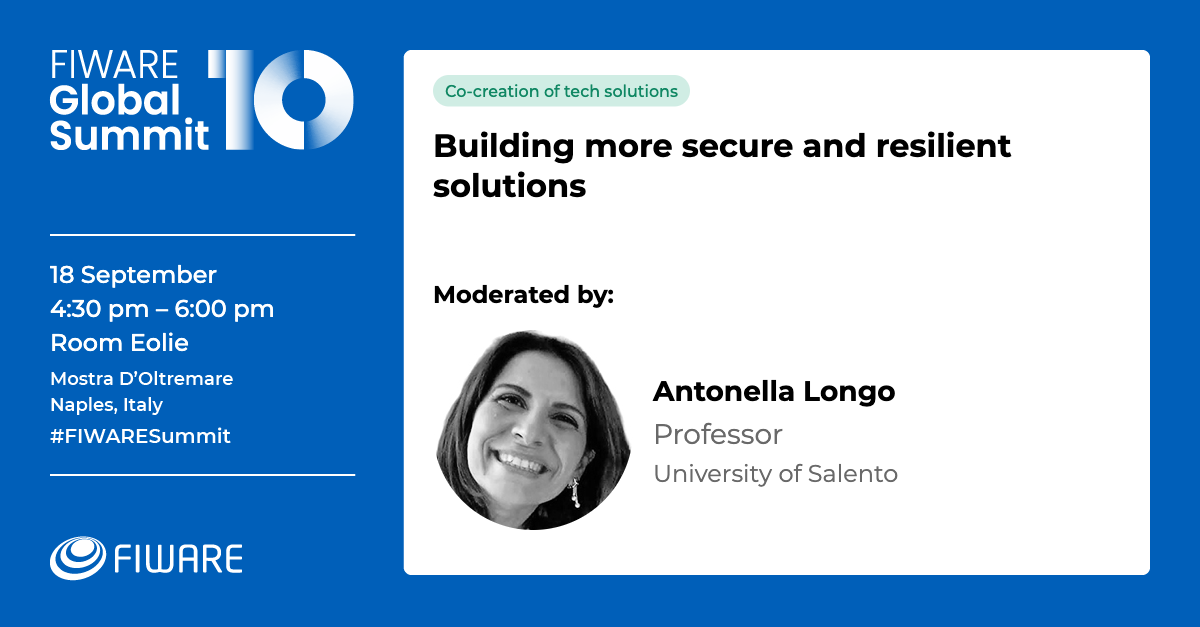 FIWARE
Global
Summit
10
18 September
4:30 pm – 6:00 pm
Room Eolie
Mostra D’Oltremare
Naples, Italy
#FIWARESummit
FIWARE
Co-creation of tech solutions
Building more secure and resilient
solutions
Moderated by:
Antonella Longo
Professor
University of Salento